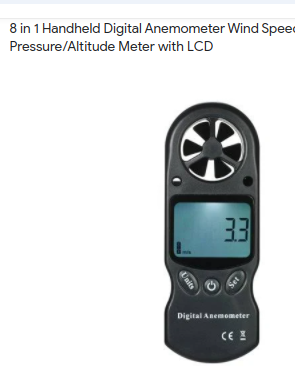 8 in 1 Handheld Digital Anemometer Wind Speed
Pressure/Altitude Meter with LCD
3.3
m/s
Units
Set
Digital Anemometer
CE